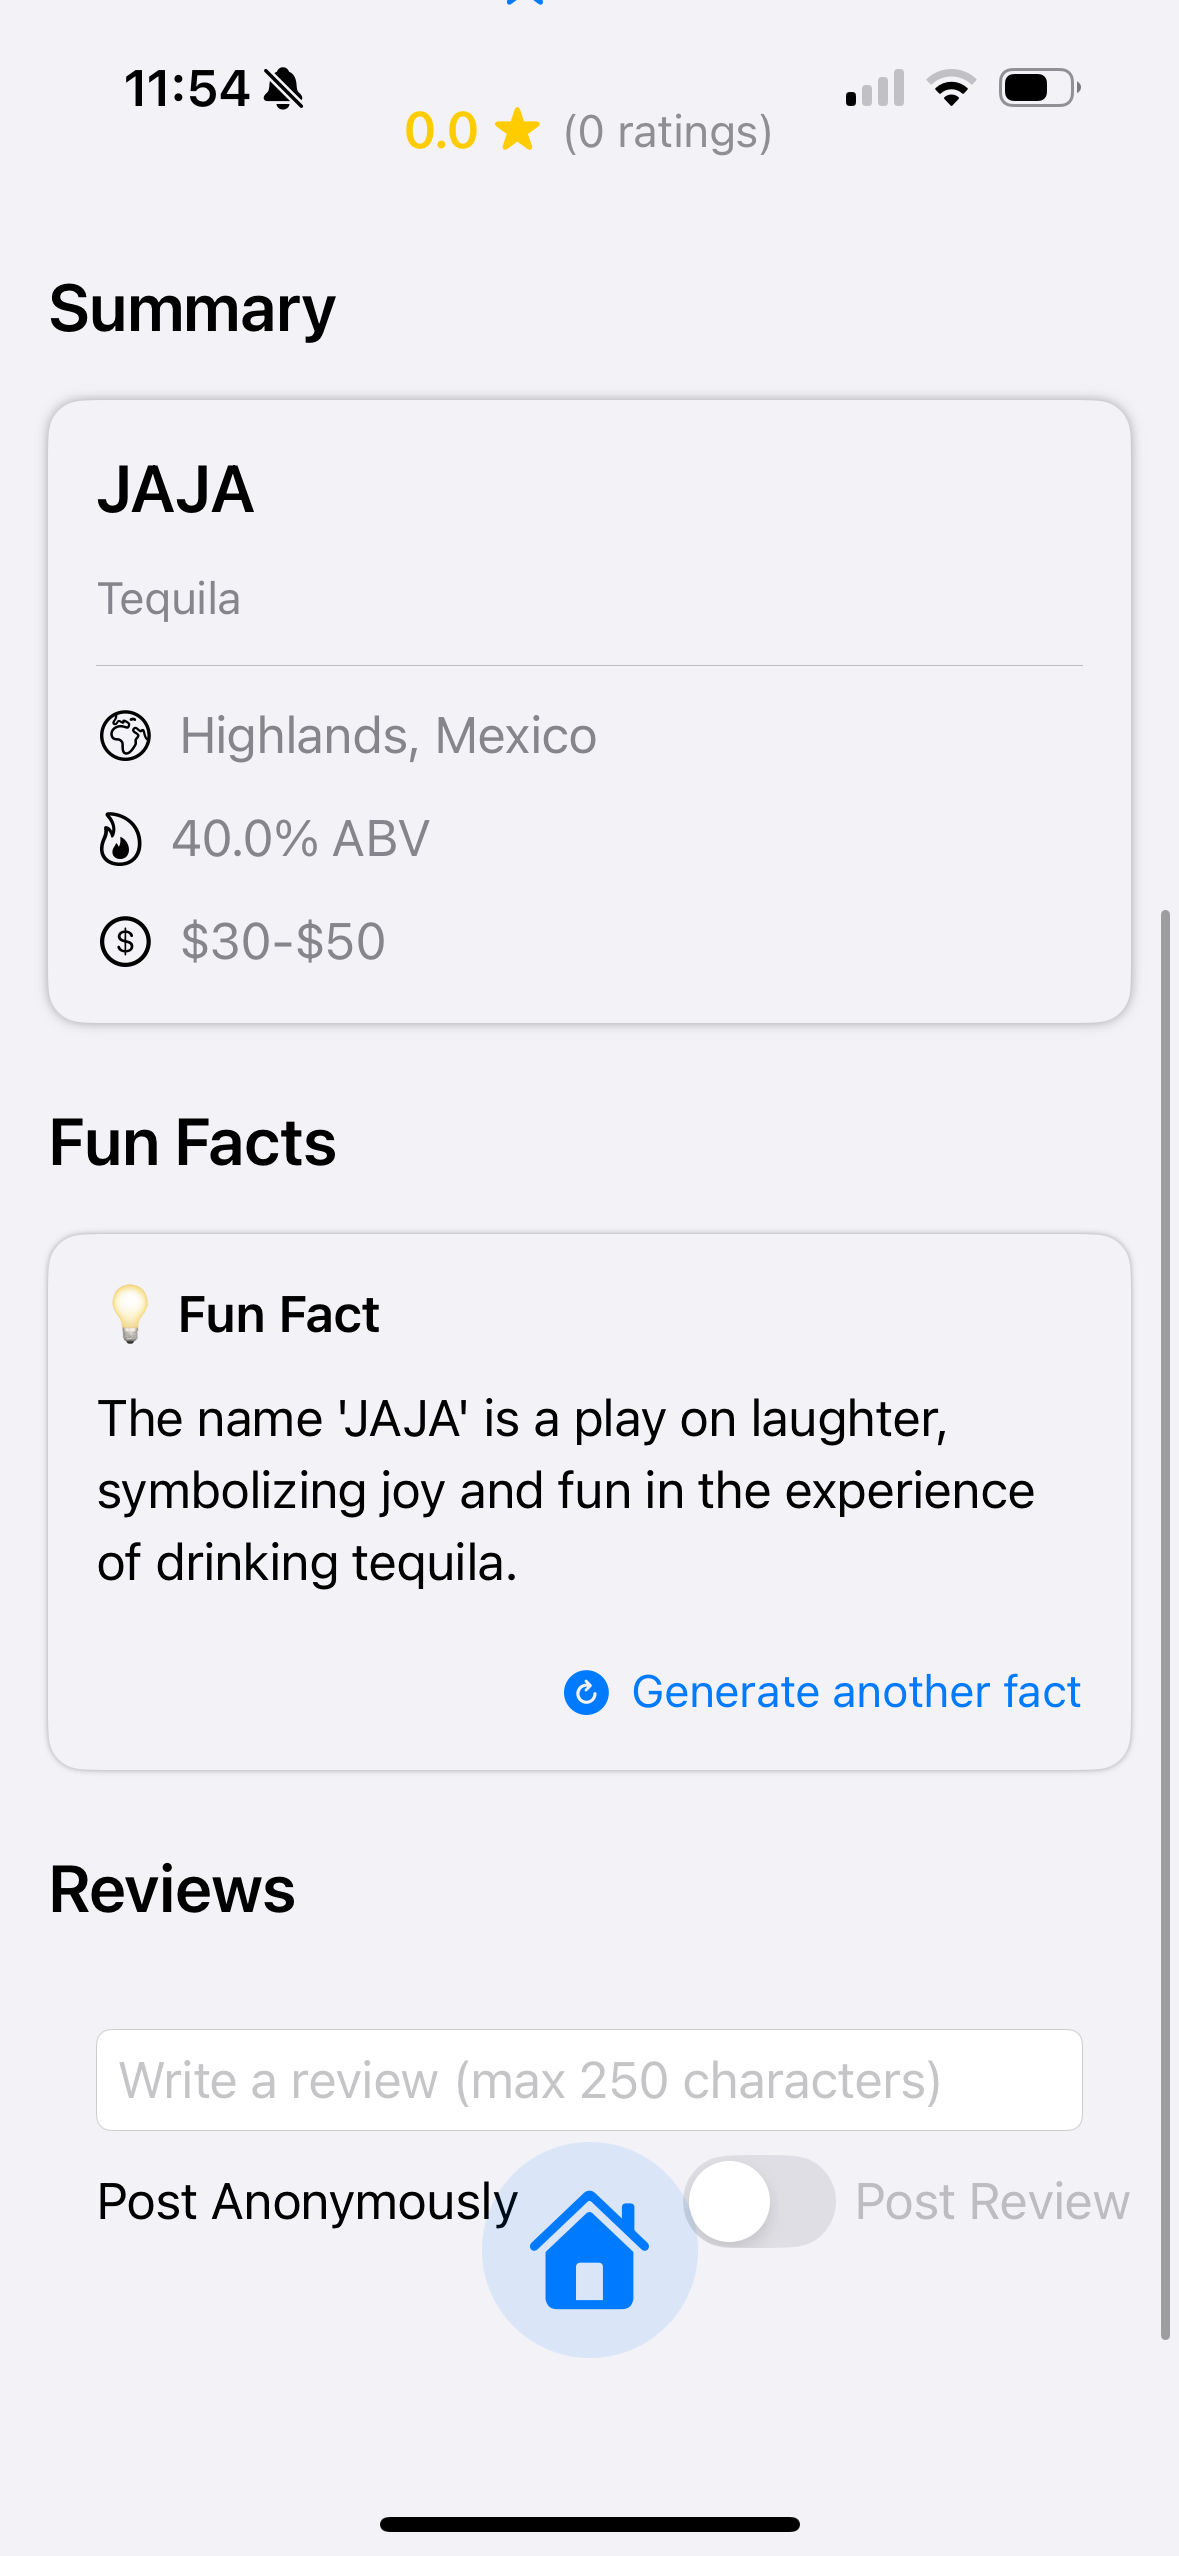 11:54
0.0 (0 ratings)
Summary
JAJA
Tequila
Highlands, Mexico
40.0% ABV
$ $30-$50
Fun Facts
Fun Fact
The name 'JAJA' is a play on laughter,
symbolizing joy and fun in the experience
of drinking tequila.
Generate another fact
Reviews
Write a review (max 250 characters)
Post Anonymously Post Review